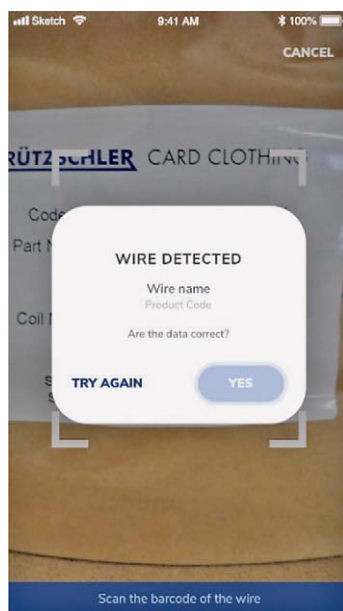 Sketch 9:41 AM 100%
CANCEL
RÜTZSCHLER CARD CLOTHING
Code
Part N
WIRE DETECTED
Wire name
Product Code
Coil N
Are the data correct?
TRY AGAIN YES
Scan the barcode of the wire